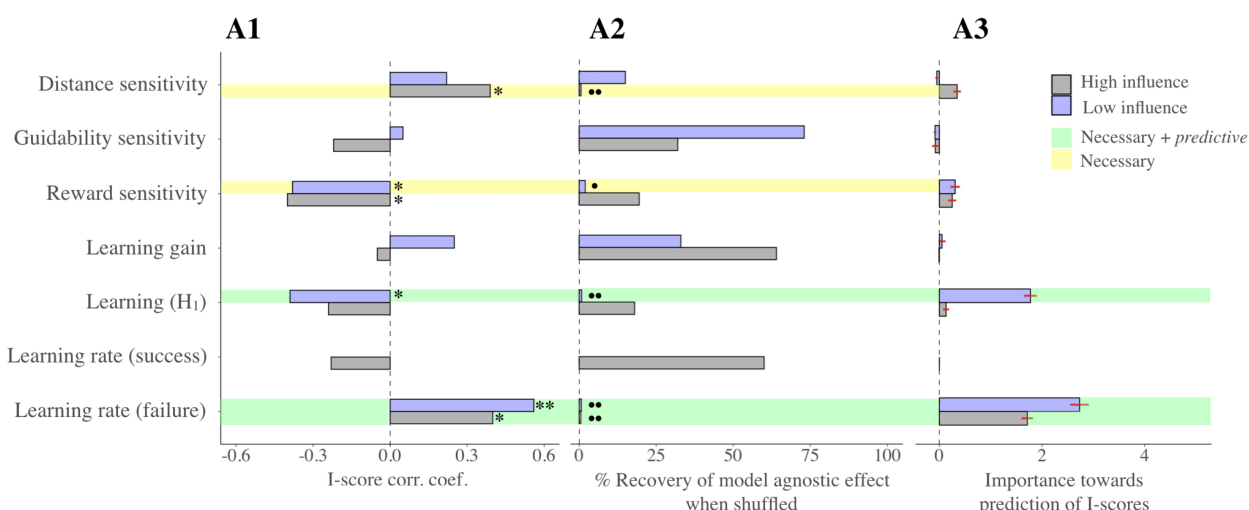 A1
A2
A3
Distance sensitivity
Guidability sensitivity
Reward sensitivity
Learning gain
Learning (H₁)
Learning rate (success)
Learning rate (failure)
*
*
*
*
**
*
••
•
••
••
••
High influence
Low influence
Necessary + predictive
Necessary
-0.6
-0.3
0.0
0.3
0.6
I-score corr. coef.
0
25
50
75
100
% Recovery of model agnostic effect
when shuffled
0
2
4
Importance towards
prediction of I-scores